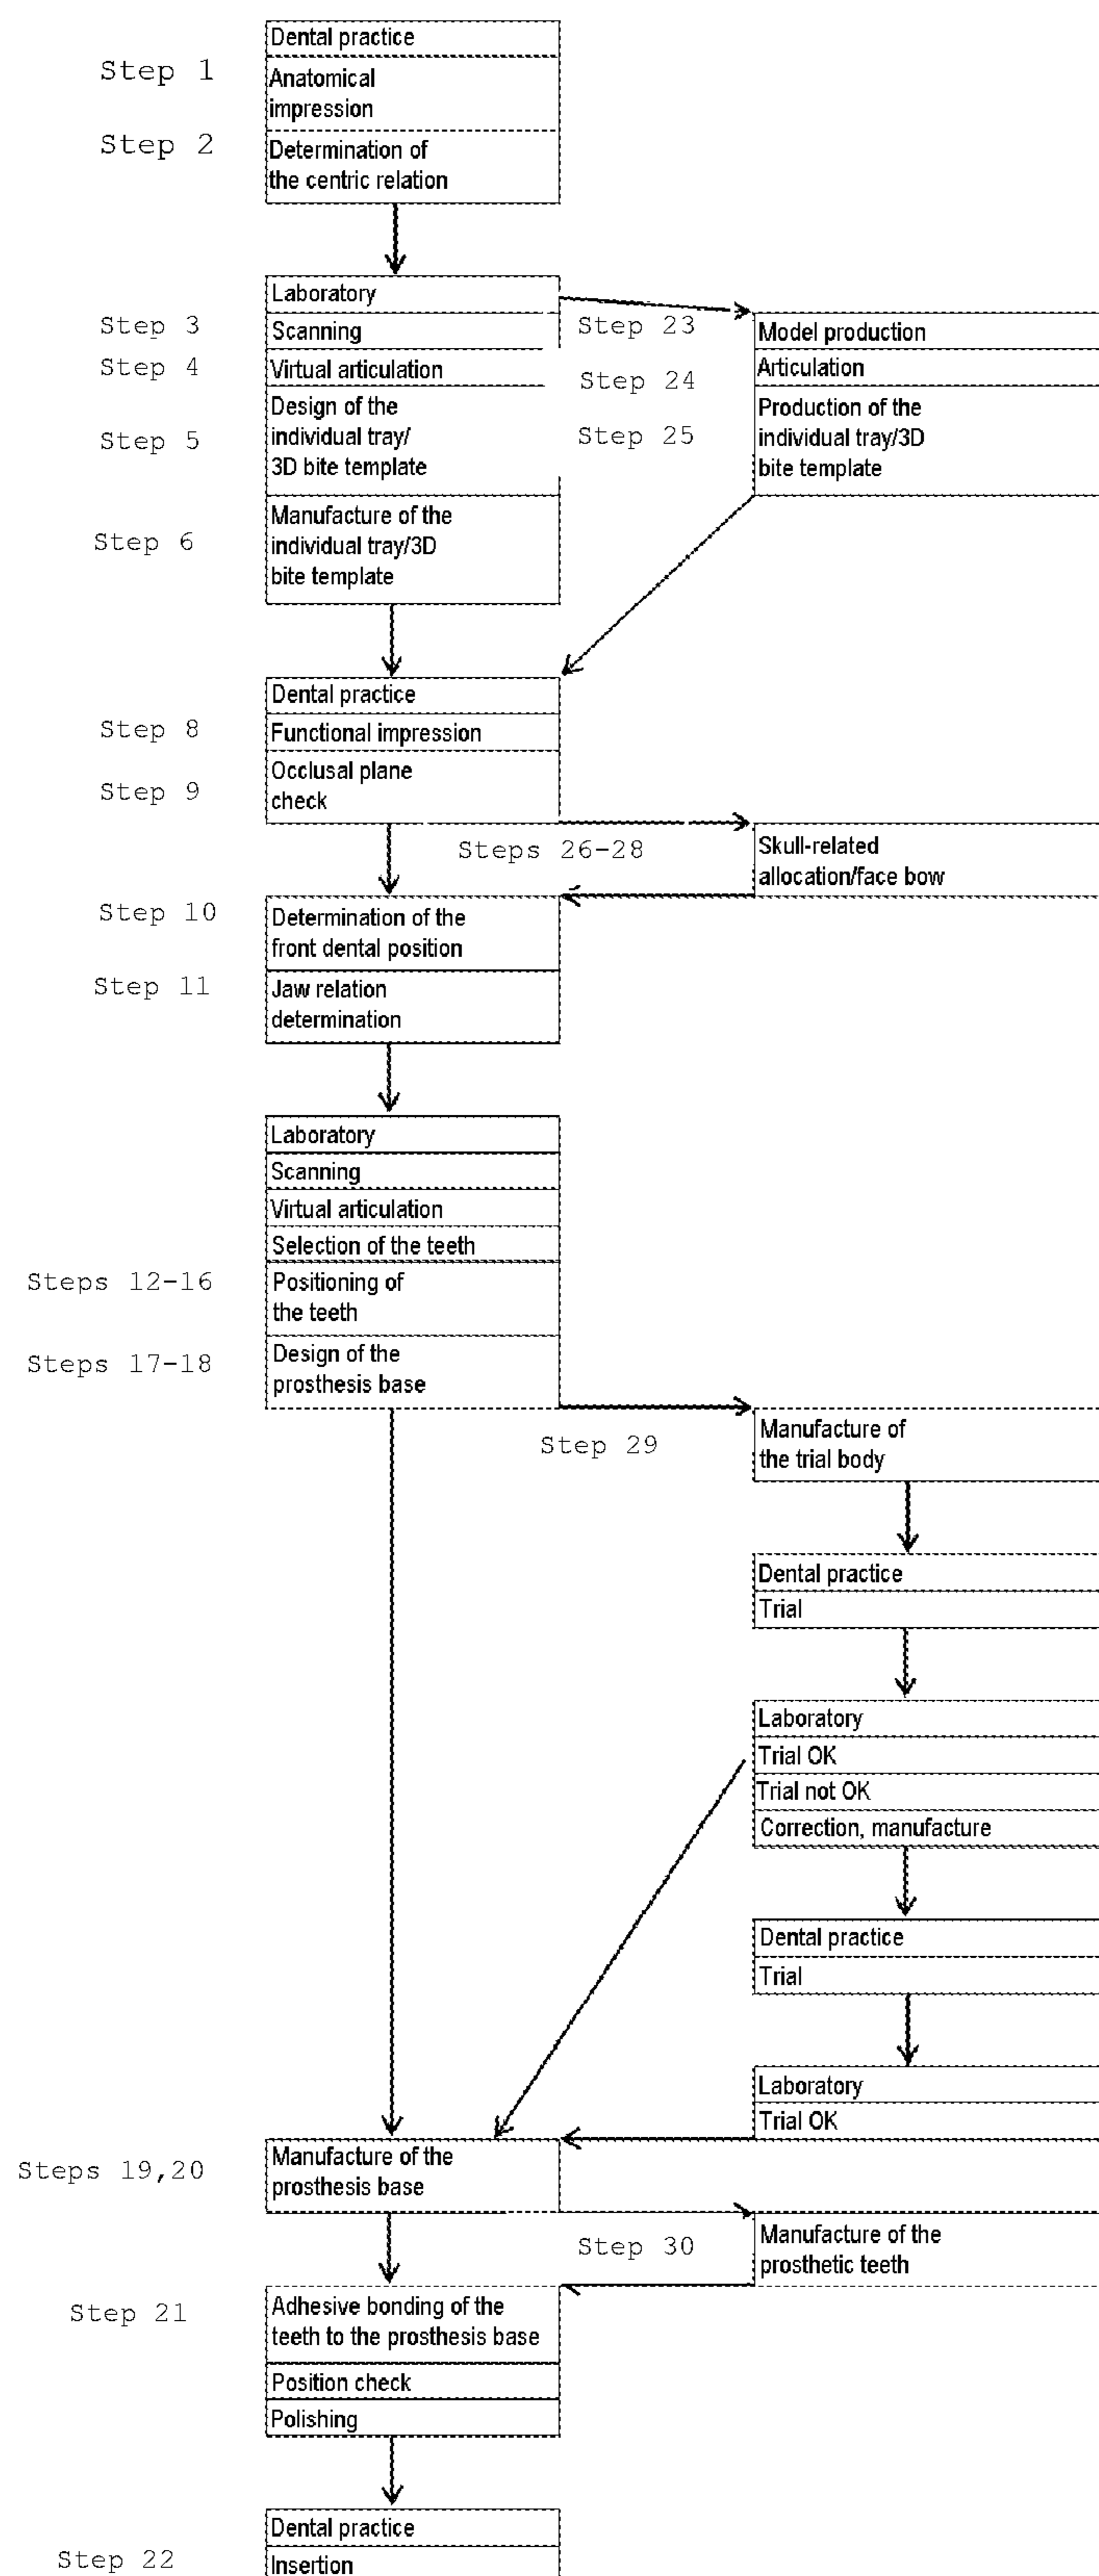 Dental practice
Step 1
Anatomical
impression
Step 2
Determination of
the centric relation
Laboratory
Step 3
Scanning
Step 23
Model production
Step 4
Virtual articulation
Step 24
Articulation
Step 5
Design of the
individual tray/
3D bite template
Step 25
Production of the
individual tray/3D
bite template
Step 6
Manufacture of the
individual tray/3D
bite template
Dental practice
Step 8
Functional impression
Step 9
Occlusal plane
check
Steps 26-28
Skull-related
allocation/face bow
Step 10
Determination of the
front dental position
Step 11
Jaw relation
determination
Laboratory
Scanning
Virtual articulation
Selection of the teeth
Steps 12-16
Positioning of
the teeth
Steps 17-18
Design of the
prosthesis base
Step 29
Manufacture of
the trial body
Dental practice
Trial
Laboratory
Trial OK
Trial not OK
Correction, manufacture
Dental practice
Trial
Laboratory
Trial OK
Steps 19,20
Manufacture of the
prosthesis base
Step 30
Manufacture of the
prosthetic teeth
Step 21
Adhesive bonding of the
teeth to the prosthesis base
Position check
Polishing
Dental practice
Step 22
Insertion